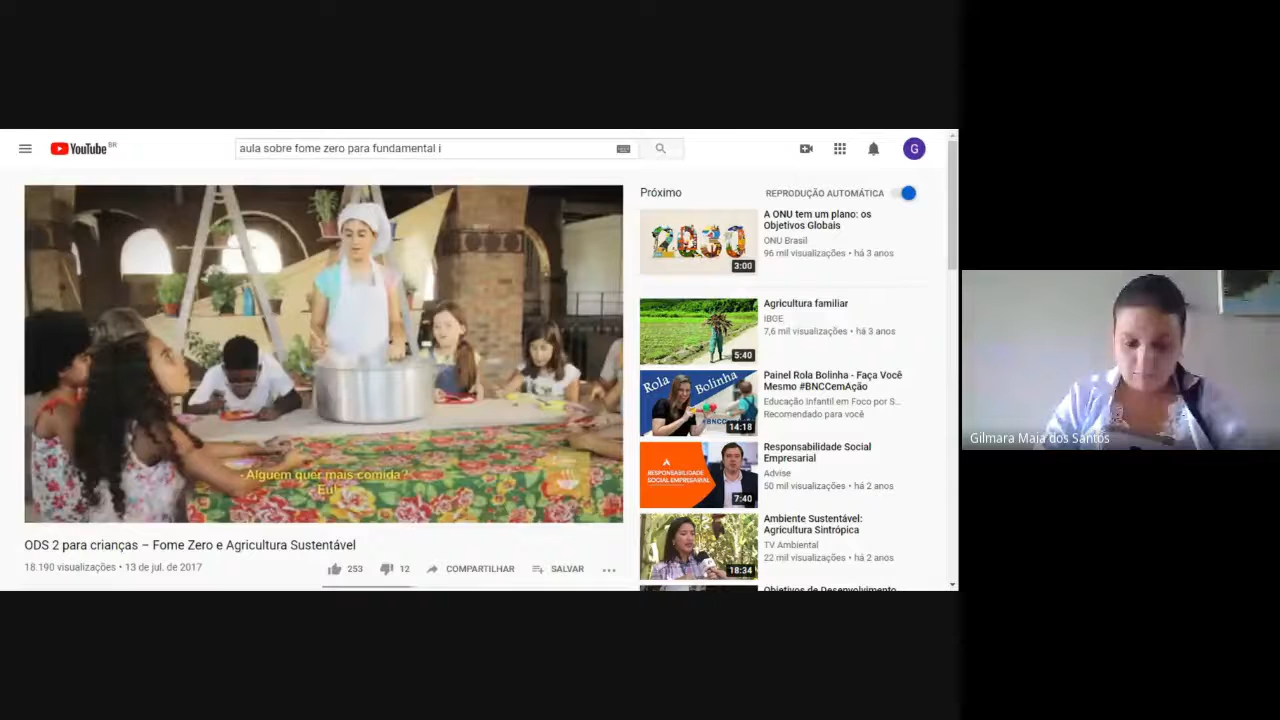 YouTube BR
aula sobre fome zero para fundamental i
G
- Alguém quer mais comida?
Eu!
ODS 2 para crianças – Fome Zero e Agricultura Sustentável
18.190 visualizações • 13 de jul. de 2017
253
12
COMPARTILHAR
SALVAR
Próximo
REPRODUÇÃO AUTOMÁTICA
2030
3:00
A ONU tem um plano: os
Objetivos Globais
ONU Brasil
96 mil visualizações • há 3 anos
5:40
Agricultura familiar
IBGE
7,6 mil visualizações • há 3 anos
Rola Bolinha
#BNCC
14:18
Painel Rola Bolinha - Faça Você
Mesmo #BNCCemAção
Educação Infantil em Foco por S...
Recomendado para você
RESPONSABILIDADE
SOCIAL EMPRESARIAL
7:40
Responsabilidade Social
Empresarial
Advise
50 mil visualizações • há 2 anos
18:34
Ambiente Sustentável:
Agricultura Sintrópica
TV Ambiental
22 mil visualizações • há 2 anos
Objetivos de Desenvolvimento
Gilmara Maia dos Santos